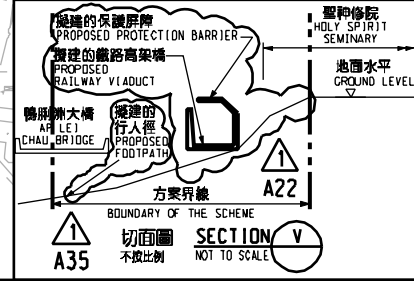 擬建的保護屏障
PROPOSED PROTECTION BARRIER
擬建的鐵路高架橋
PROPOSED
RAILWAY VIADUCT
聖神修院
HOLY SPIRIT
SEMINARY
地面水平
GROUND LEVEL
鴨脷洲大橋
AP LEI
CHAU BRIDGE
擬建的
行人徑
PROPOSED
FOOTPATH
1
A22
方案界線
BOUNDARY OF THE SCHEME
1
A35
切面圖
不按比例
SECTION
NOT TO SCALE
V